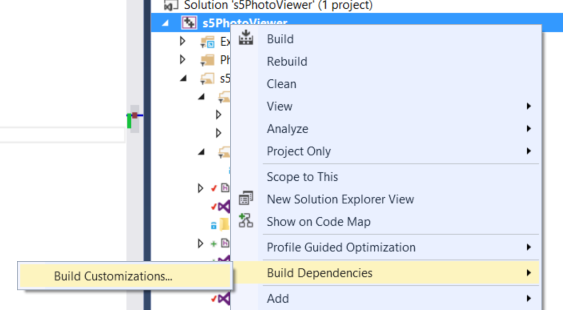 Solution 's5PhotoViewer' (1 project)
s5PhotoViewer
Ex
Build
Ph
Rebuild
s5
Clean
View
Analyze
Project Only
Scope to This
New Solution Explorer View
Show on Code Map
Profile Guided Optimization
Build Customizations...
Build Dependencies
Add